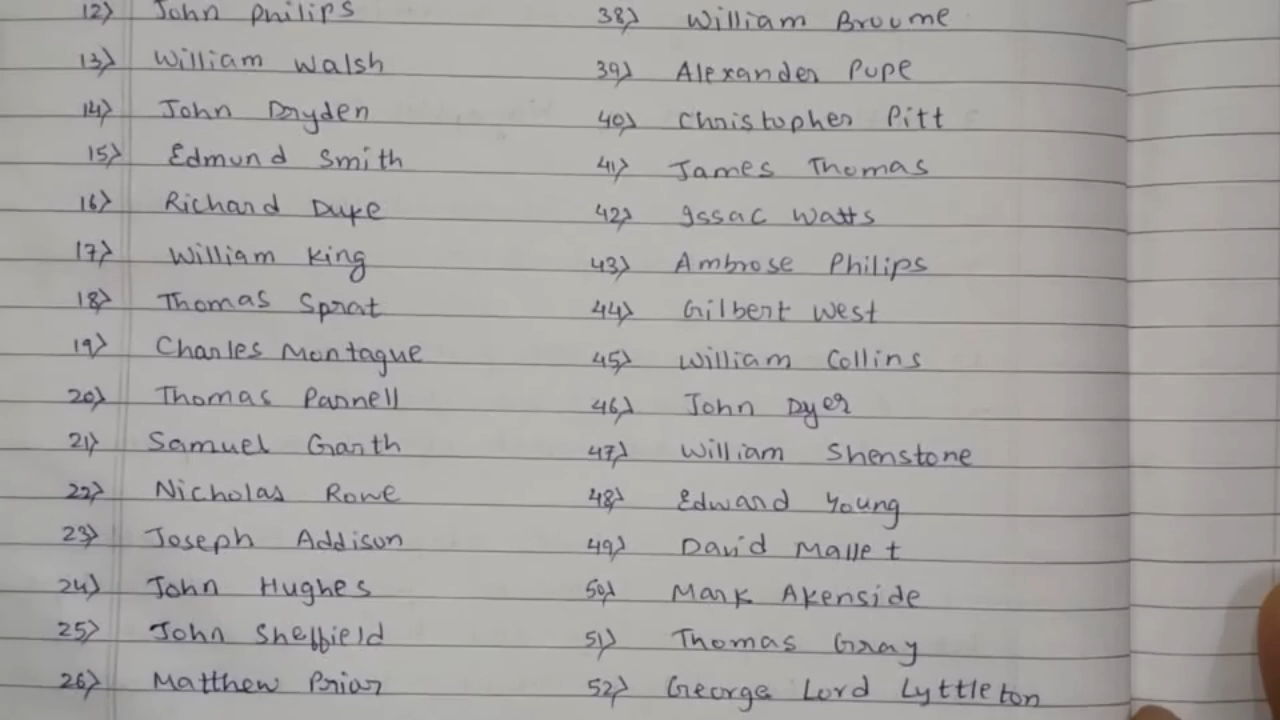 12) John Philips
13) William Walsh
14) John Dryden
15) Edmund Smith
16) Richard Duke
17) William King
18) Thomas Sprat
19) Charles Montague
20) Thomas Parnell
21) Samuel Garth
22) Nicholas Rowe
23) Joseph Addison
24) John Hughes
25) John Sheffield
26) Matthew Prior
38) William Broome
39) Alexander Pope
40) Christopher Pitt
41) James Thomas
42) Issac Watts
43) Ambrose Philips
44) Gilbert West
45) William Collins
46) John Dyer
47) William Shenstone
48) Edward Young
49) David Mallet
50) Mark Akenside
51) Thomas Gray
52) George Lord Lyttleton